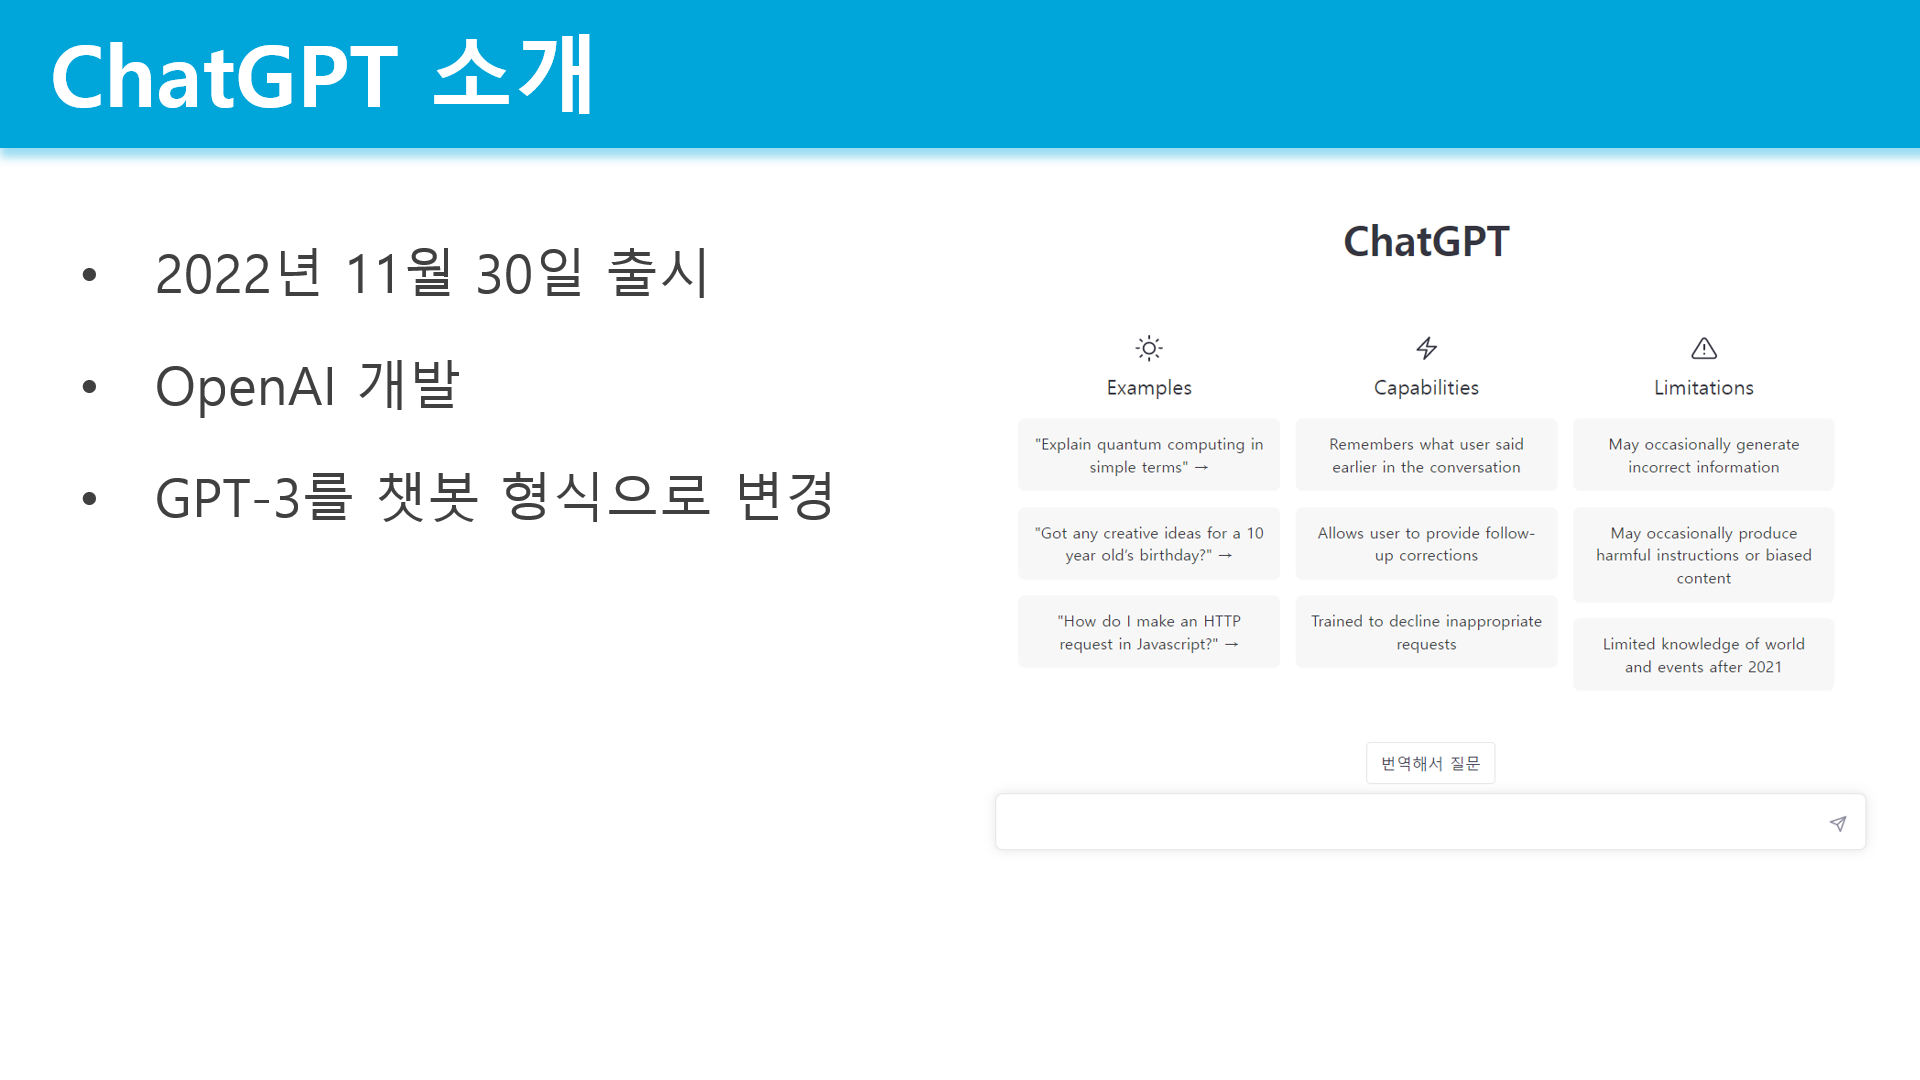 ChatGPT 소개
• 2022년 11월 30일 출시
• OpenAI 개발
• GPT-3를 챗봇 형식으로 변경
ChatGPT
Examples
"Explain quantum computing in
simple terms" →
"Got any creative ideas for a 10
year old’s birthday?" →
"How do I make an HTTP
request in Javascript?" →
Capabilities
Remembers what user said
earlier in the conversation
Allows user to provide follow-
up corrections
Trained to decline inappropriate
requests
Limitations
May occasionally generate
incorrect information
May occasionally produce
harmful instructions or biased
content
Limited knowledge of world
and events after 2021
번역해서 질문